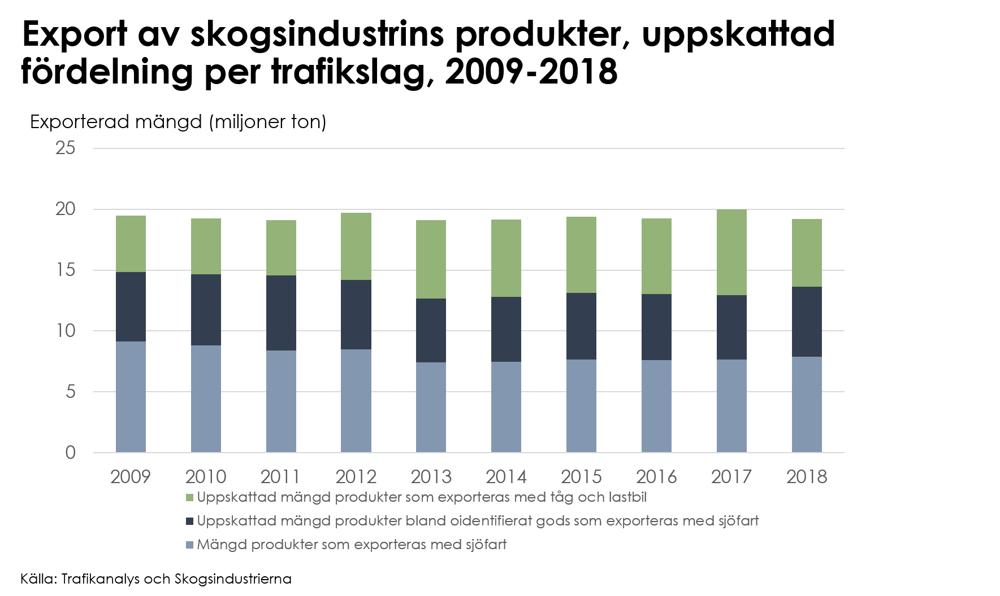 Export av skogsindustrins produkter, uppskattad
fördelning per trafikslag, 2009-2018
Exporterad mängd (miljoner ton)
25
20
15
10
5
0
2009 2010 2011 2012 2013 2014 2015 2016 2017 2018
Uppskattad mängd produkter som exporteras med tåg och lastbil
Uppskattad mängd produkter bland oidentifierat gods som exporteras med sjöfart
Mängd produkter som exporteras med sjöfart
Källa: Trafikanalys och Skogsindustrierna